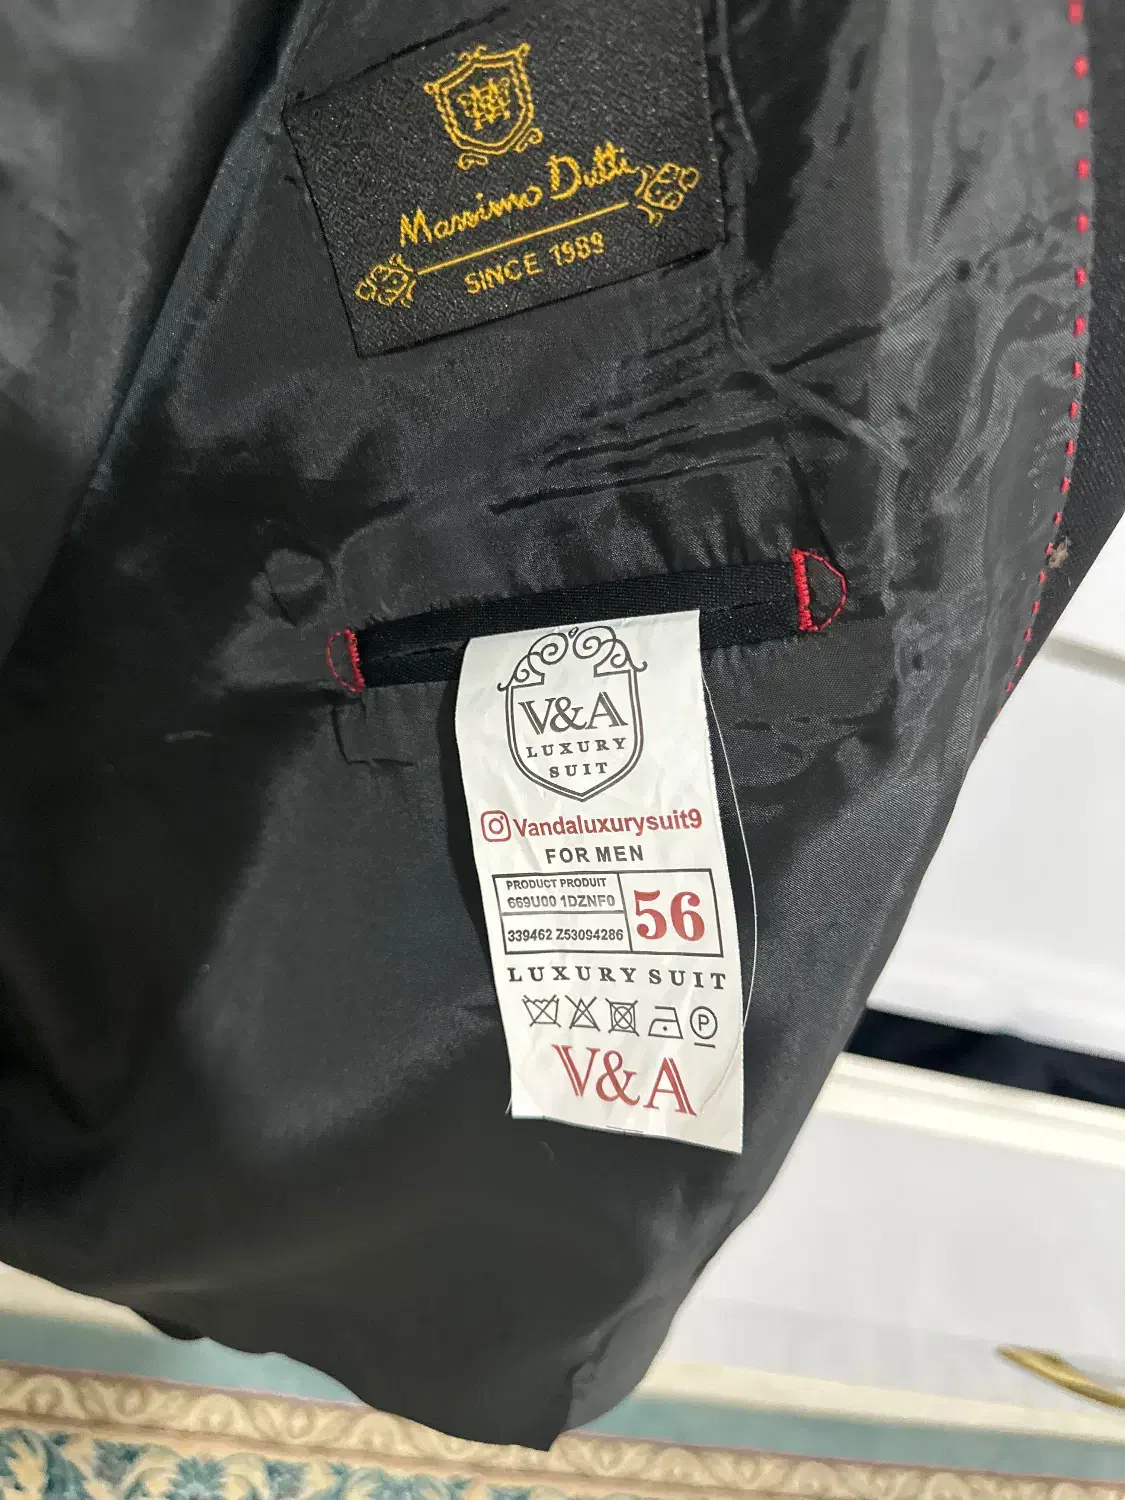 Massimo Dutti
SINCE 1989
V&A
LUXURY
SUIT
Vandaluxurysuit9
FOR MEN
PRODUCT PRODUIT
669U00 1DZNF0
56
339462 Z53094286
LUXURY SUIT
P
V&A